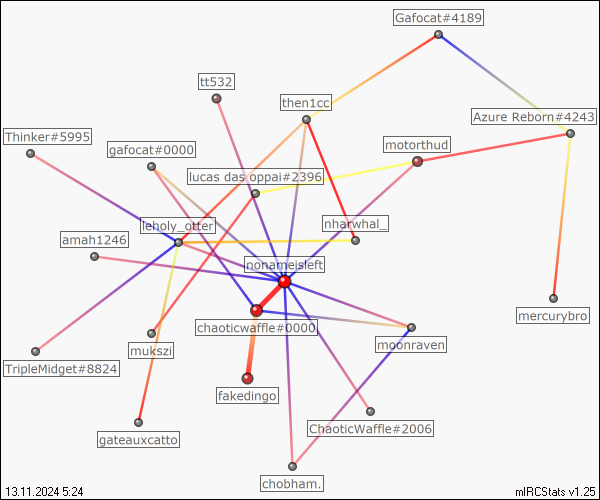 Gafocat#4189
tt532
then1cc
Azure Reborn#4243
Thinker#5995
gafocat#0000
motorthud
lucas das oppai#2396
leholy_otter
nharwhal_
amah1246
nonameisleft
chaoticwaffle#0000
mercurybro
mukszi
moonraven
TripleMidget#8824
fakedingo
gateauxcatto
ChaoticWaffle#2006
chobham.
13.11.2024 5:24
mIRCStats v1.25